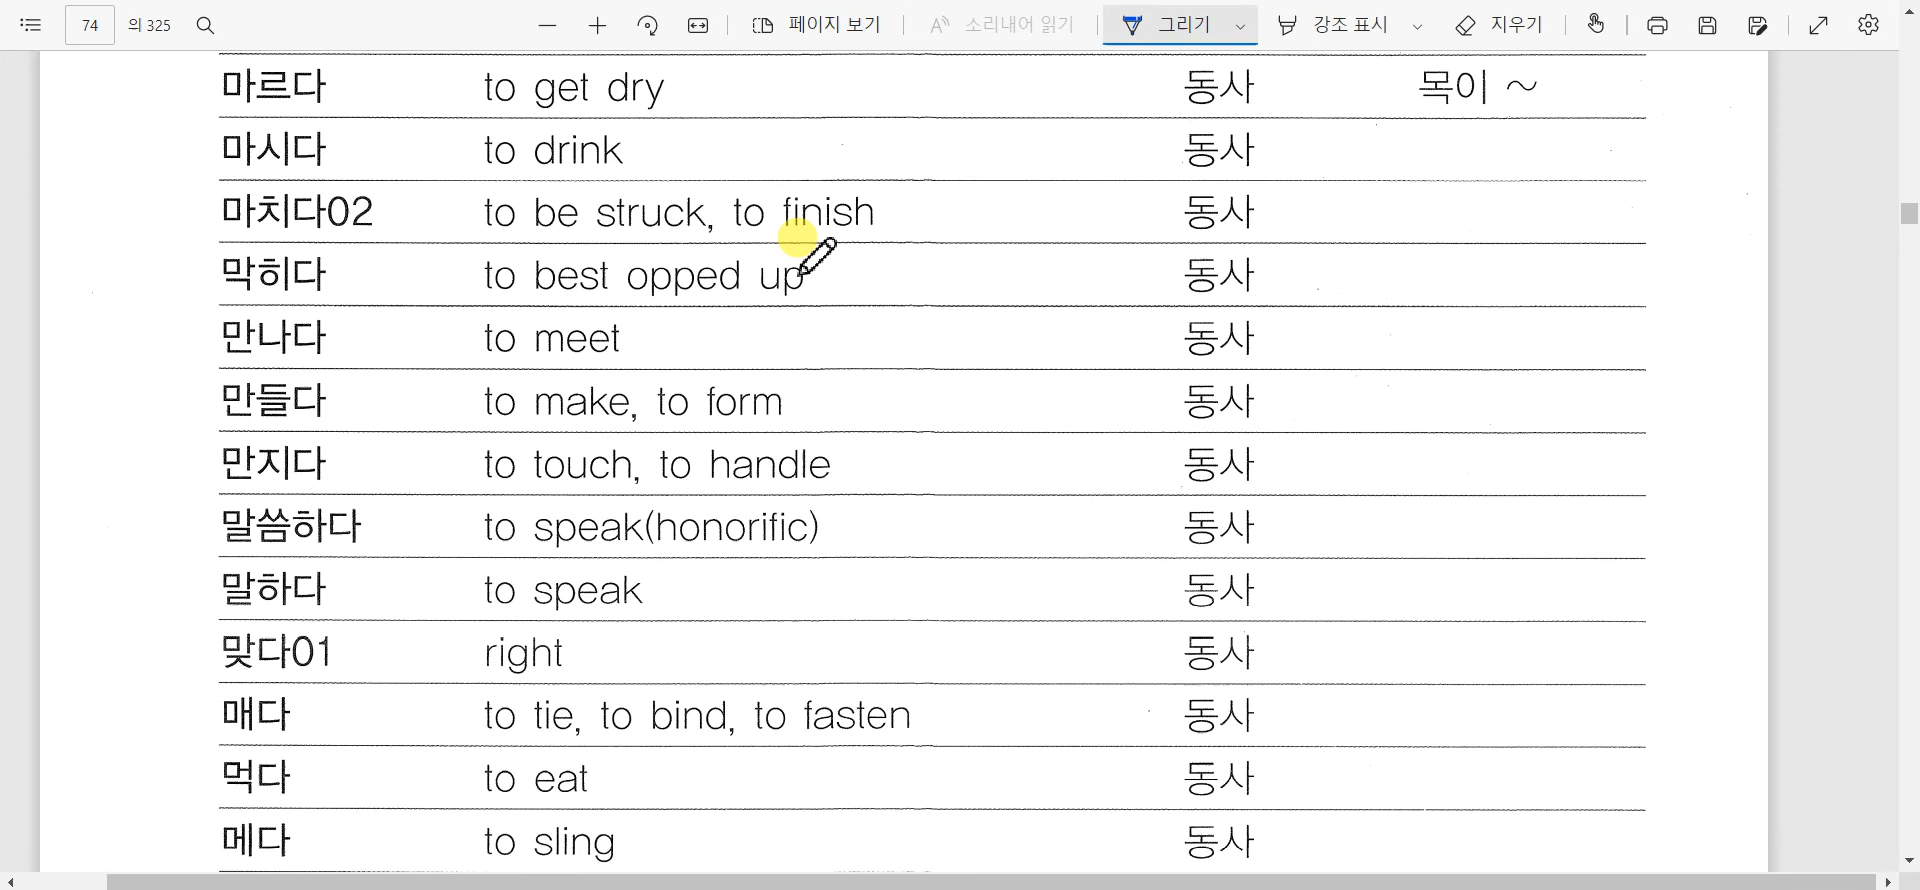 74 의 325 페이지 보기 소리내어 읽기 그리기 강조 표시 지우기
마르다 to get dry 동사 목이 ~
마시다 to drink 동사
마치다02 to be struck, to finish 동사
막히다 to best opped up 동사
만나다 to meet 동사
만들다 to make, to form 동사
만지다 to touch, to handle 동사
말씀하다 to speak(honorific) 동사
말하다 to speak 동사
맞다01 right 동사
매다 to tie, to bind, to fasten 동사
먹다 to eat 동사
메다 to sling 동사